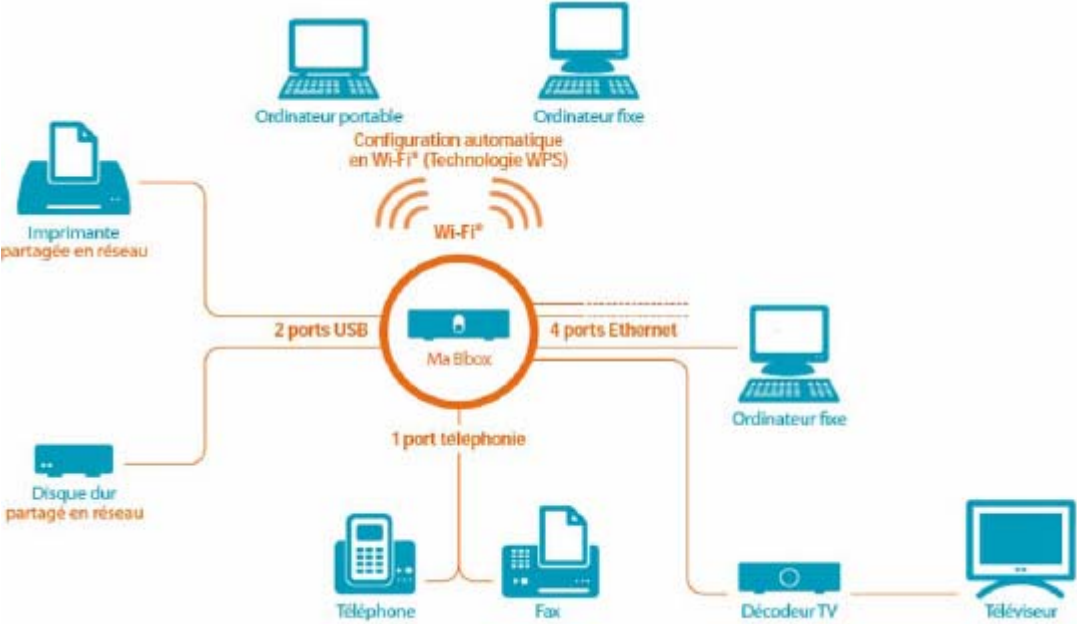 Ordinateur portable
Ordinateur fixe
Configuration automatique
en Wi-Fi* (Technologie WPS)
Imprimante
partagée en réseau
Wi-Fi*
2 ports USB
4 ports Ethernet
Ma Bbox
Ordinateur fixe
1 port téléphonie
Disque dur
partagé en réseau
Téléphone
Fax
Décodeur TV
Téléviseur